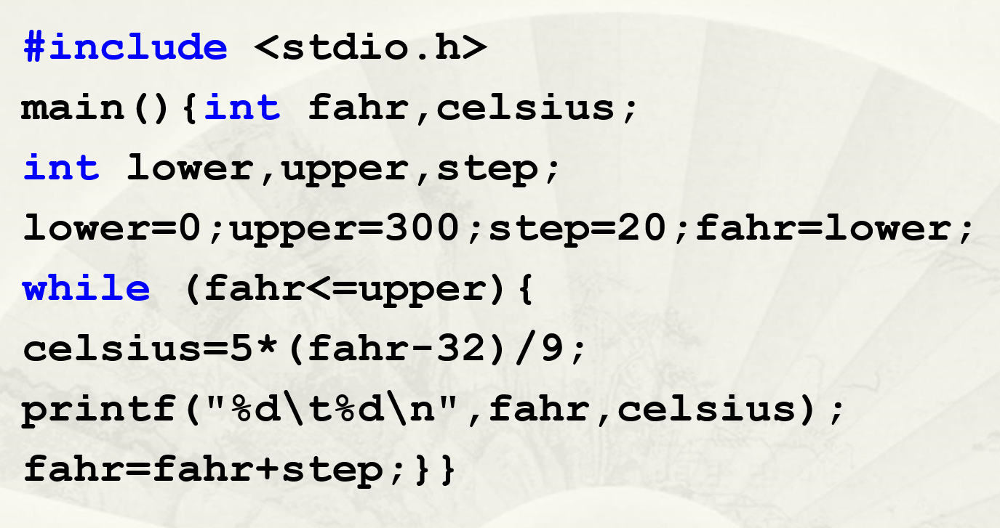 #include <stdio.h>
main(){int fahr,celsius;
int lower,upper,step;
lower=0;upper=300;step=20;fahr=lower;
while (fahr<=upper){
celsius=5*(fahr-32)/9;
printf("%d\t%d\n",fahr,celsius);
fahr=fahr+step;}}